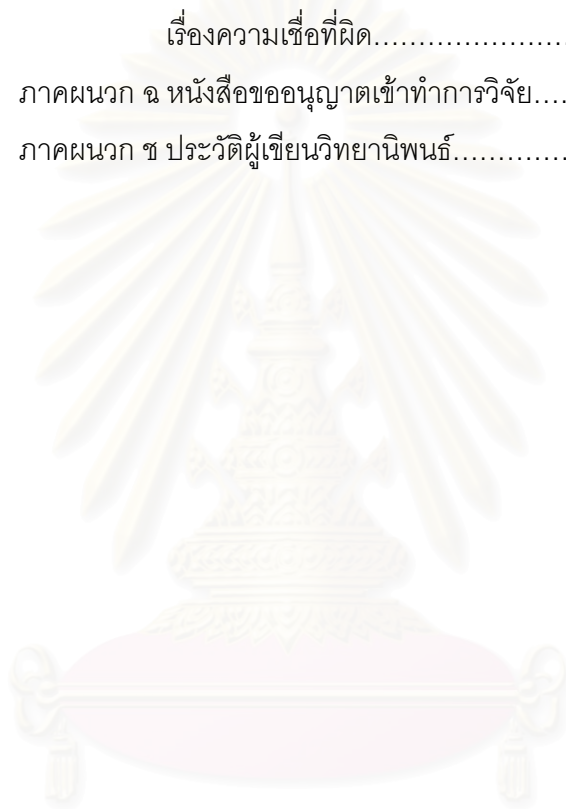 เรื่องความเชื่อที่ผิด......................
ภาคผนวก ฉ หนังสือขออนุญาตเข้าทำการวิจัย....
ภาคผนวก ช ประวัติผู้เขียนวิทยานิพนธ์.............